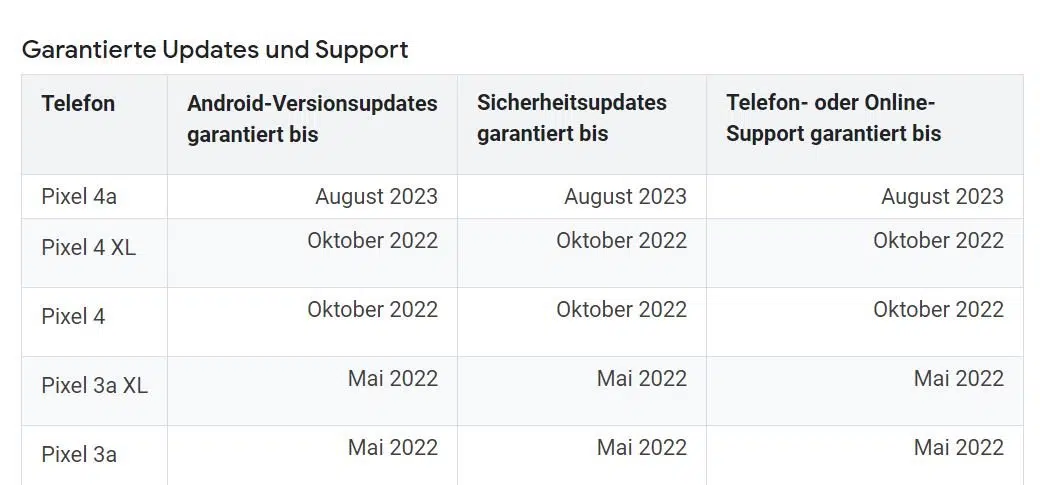 Garantierte Updates und Support
Telefon Android-Versionsupdates Sicherheitsupdates Telefon- oder Online-
garantiert bis garantiert bis Support garantiert bis
Pixel 4a August 2023 August 2023 August 2023
Pixel 4 XL Oktober 2022 Oktober 2022 Oktober 2022
Pixel 4 Oktober 2022 Oktober 2022 Oktober 2022
Pixel 3a XL Mai 2022 Mai 2022 Mai 2022
Pixel 3a Mai 2022 Mai 2022 Mai 2022